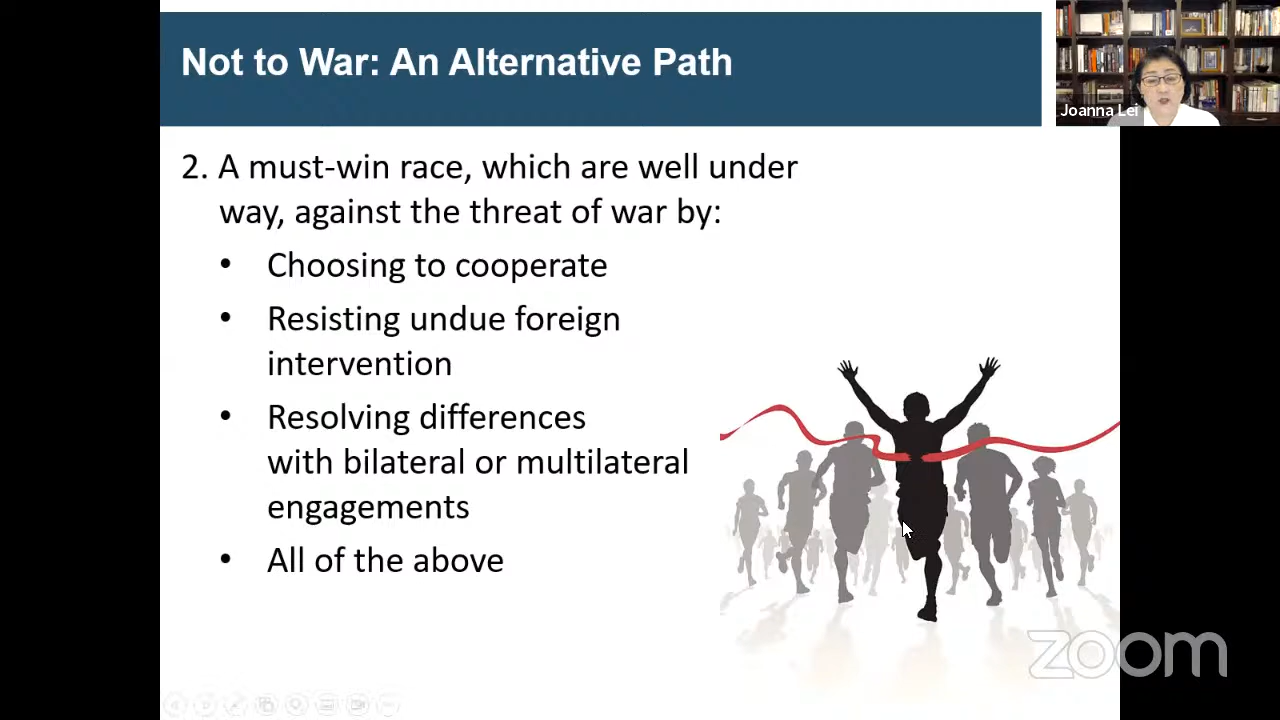 Not to War: An Alternative Path
Joanna Lei
2. A must-win race, which are well under
way, against the threat of war by:
• Choosing to cooperate
• Resisting undue foreign
intervention
• Resolving differences
with bilateral or multilateral
engagements
• All of the above
zoom